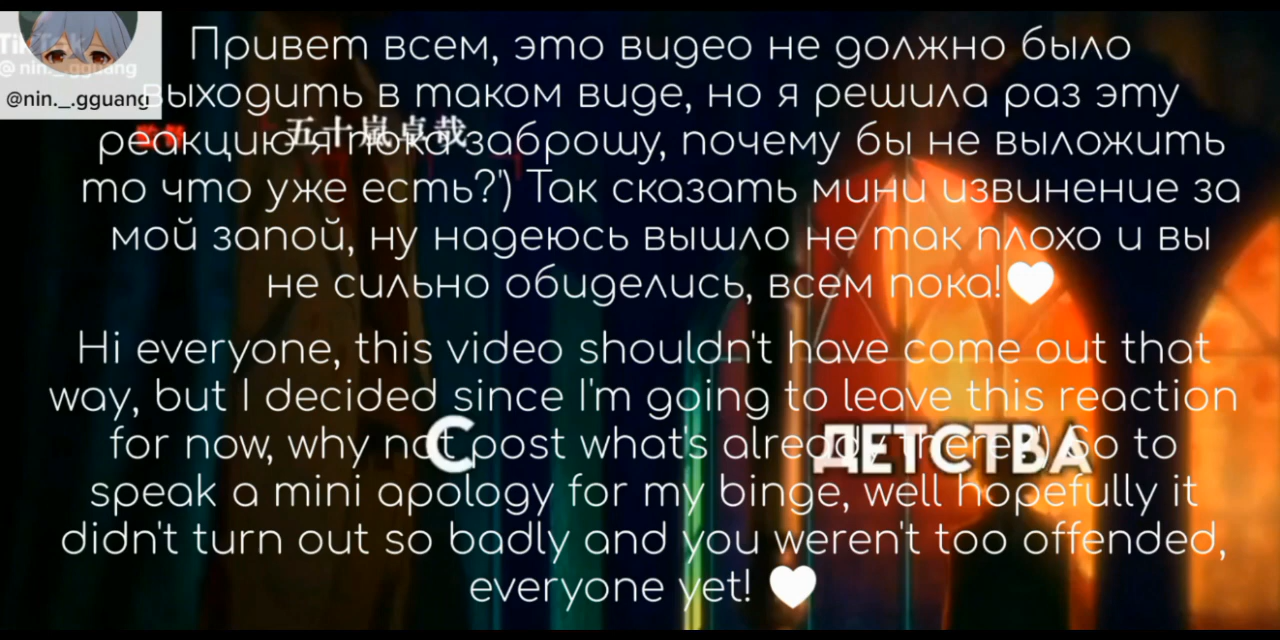 TikTok
@nin._.gguang
@nin._.gguang
Привет всем, это видео не должно было
выходить в таком виде, но я решила раз эту
五十嵐卓哉
реакцию я пока заброшу, почему бы не выложить
то что уже есть?') Так сказать мини извинение за
мой запой, ну надеюсь вышло не так плохо и вы
не сильно обиделись, всем пока!🤍
Hi everyone, this video shouldn't have come out that
way, but I decided since I'm going to leave this reaction
for now, why not post what's already there?') So to
С ДЕТСТВА
speak a mini apology for my binge, well hopefully it
didn't turn out so badly and you weren't too offended,
everyone yet! 🤍